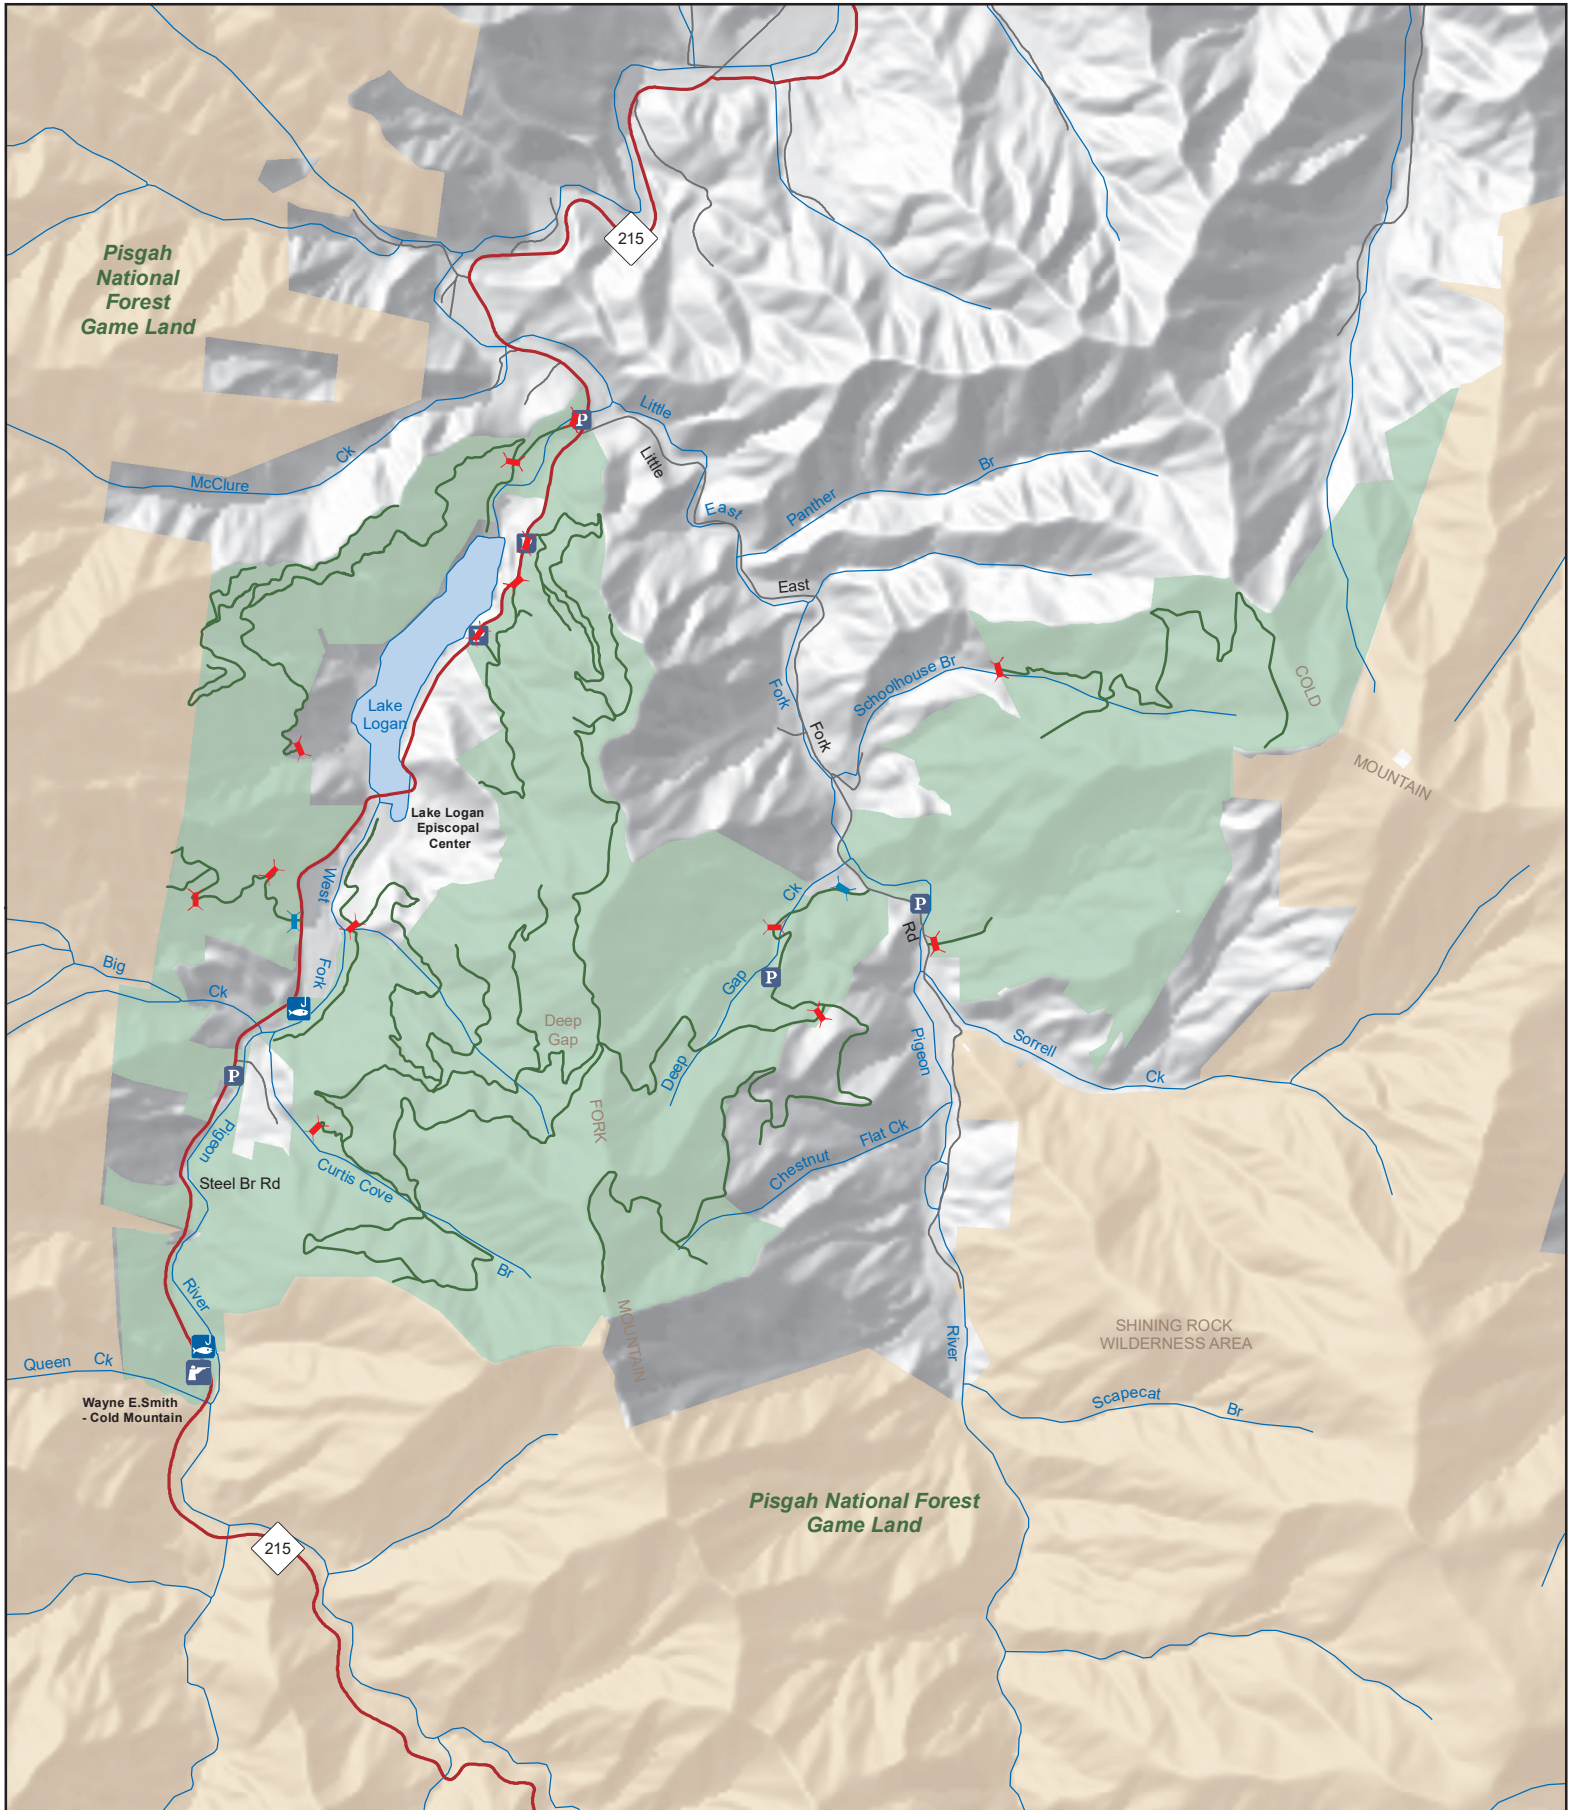 215
Pisgah
National
Forest
Game Land
Little
Little
Ck
McClure
Br
Panther
East
East
Schoolhouse Br
Fork
Fork
COLD
MOUNTAIN
Lake
Logan
Lake Logan
Episcopal
Center
P
P
P
P
West
Fork
Ck
Gap
Deep
Rd
Big
Ck
Deep
Gap
Pigeon
Sorrell
Ck
FORK
MOUNTAIN
Pigeon
Steel Br Rd
Curtis Cove
Br
Chestnut
Flat Ck
River
Queen
Ck
Wayne E.Smith
- Cold Mountain
River
SHINING ROCK
WILDERNESS AREA
Scapecat
Br
Pisgah National Forest
Game Land
215